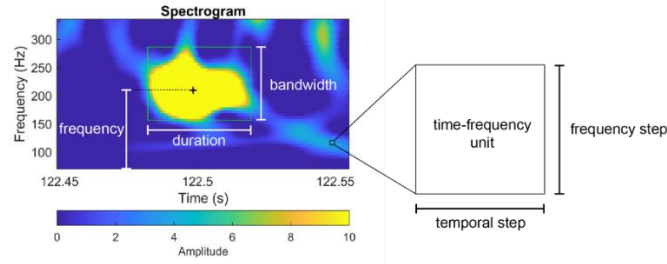 Spectrogram
300
250
200
150
100
Frequency (Hz)
frequency
duration
bandwidth
122.45
122.5
122.55
Time (s)
0
2
4
6
8
10
Amplitude
time-frequency
unit
frequency step
temporal step